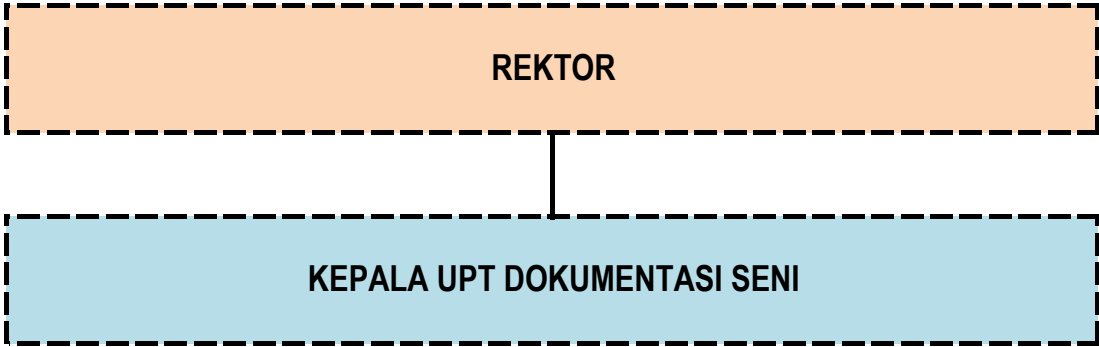 REKTOR
KEPALA UPT DOKUMENTASI SENI